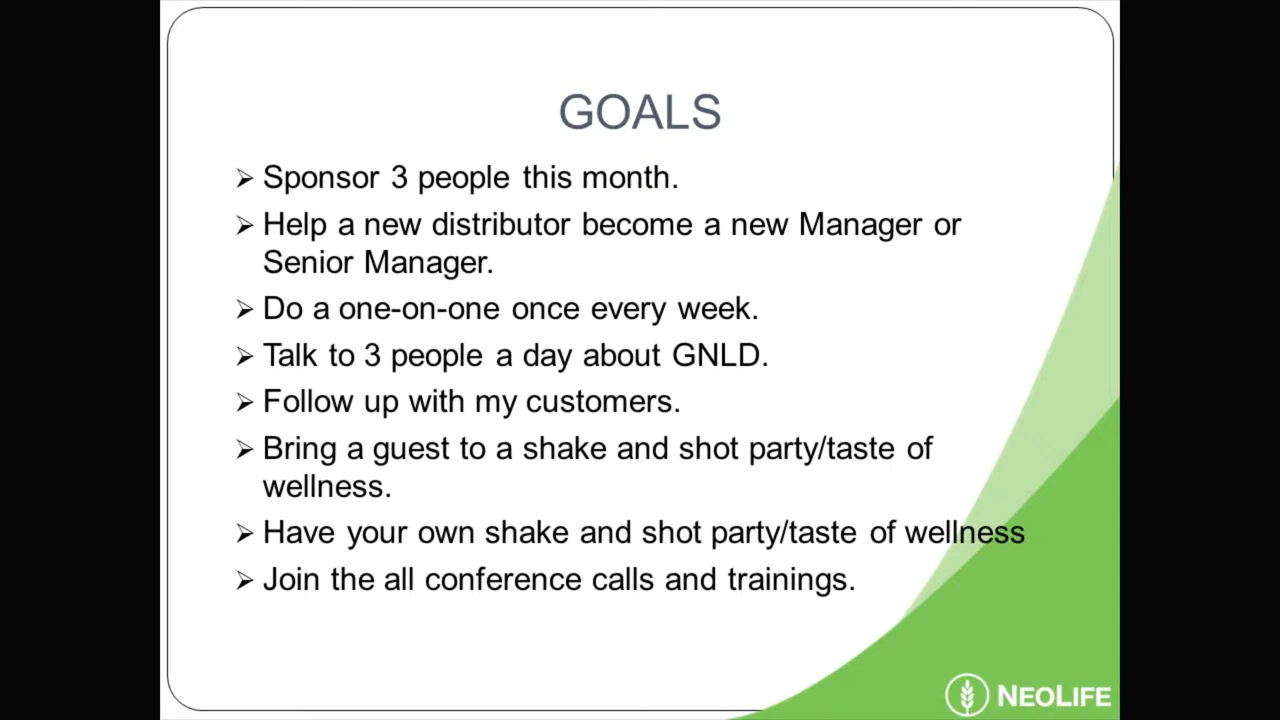 GOALS
➢ Sponsor 3 people this month.
➢ Help a new distributor become a new Manager or
Senior Manager.
➢ Do a one-on-one once every week.
➢ Talk to 3 people a day about GNLD.
➢ Follow up with my customers.
➢ Bring a guest to a shake and shot party/taste of
wellness.
➢ Have your own shake and shot party/taste of wellness
➢ Join the all conference calls and trainings.
NEOLIFE